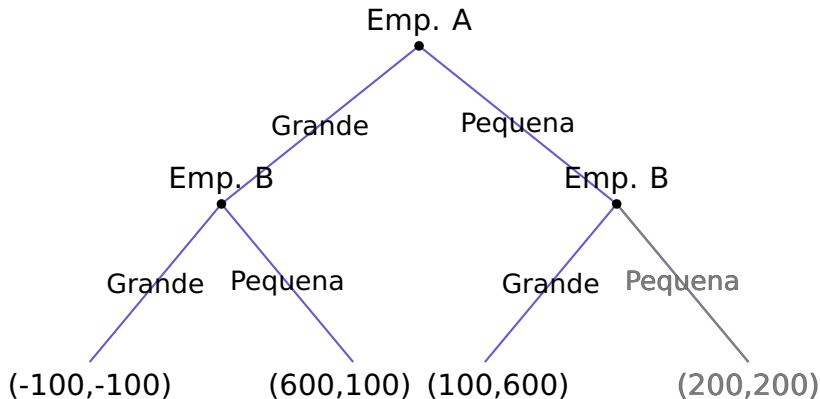 Emp. A
Grande
Pequena
Emp. B
Emp. B
Grande
Pequena
Grande
Pequena
(-100,-100)
(600,100)
(100,600)
(200,200)